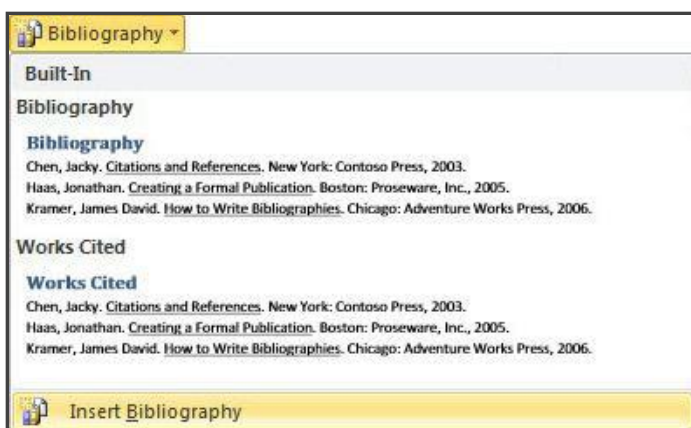 Bibliography
Built-In
Bibliography
Bibliography
Chen, Jacky. Citations and References. New York: Contoso Press, 2003.
Haas, Jonathan. Creating a Formal Publication. Boston: Proseware, Inc., 2005.
Kramer, James David. How to Write Bibliographies. Chicago: Adventure Works Press, 2006.
Works Cited
Works Cited
Chen, Jacky. Citations and References. New York: Contoso Press, 2003.
Haas, Jonathan. Creating a Formal Publication. Boston: Proseware, Inc., 2005.
Kramer, James David. How to Write Bibliographies. Chicago: Adventure Works Press, 2006.
Insert Bibliography